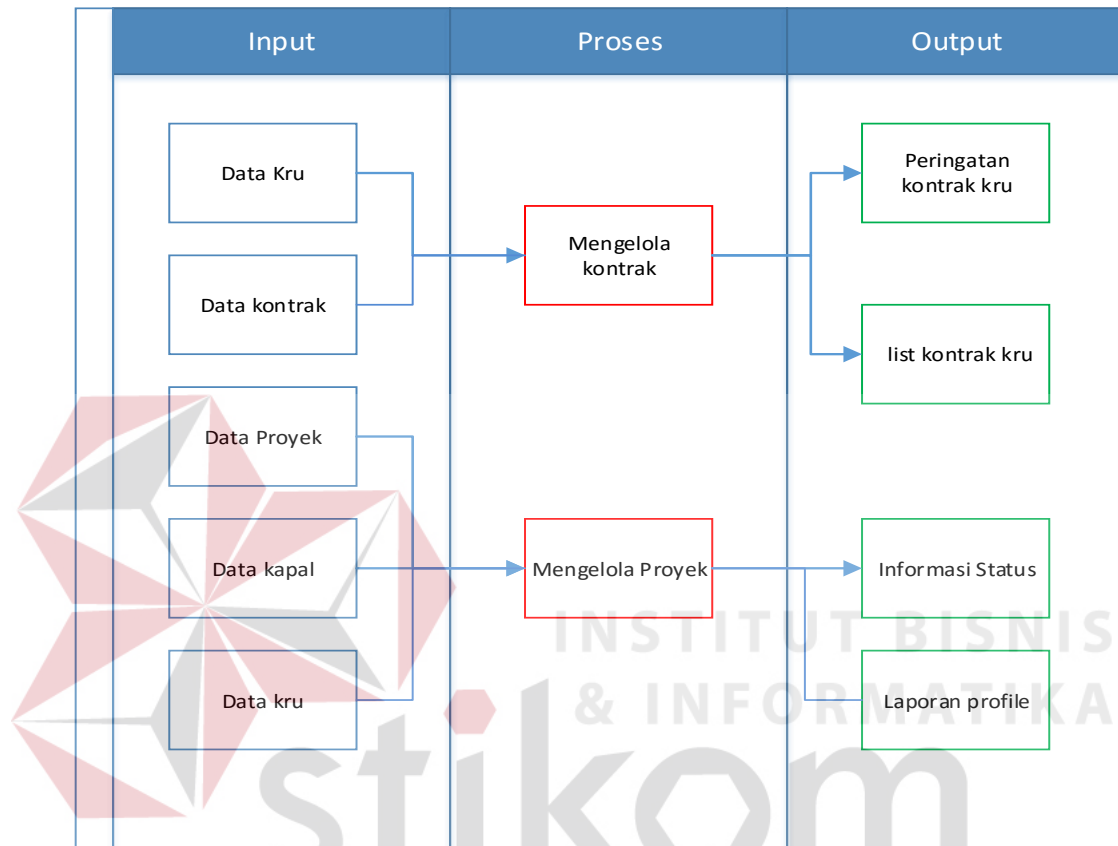 Input
Proses
Output
Data Kru
Data kontrak
Data Proyek
Data kapal
Data kru
Mengelola
kontrak
Mengelola Proyek
Peringatan
kontrak kru
list kontrak kru
Informasi Status
Laporan profile
INSTITUT BISNIS
& INFORMATIKA
stikom